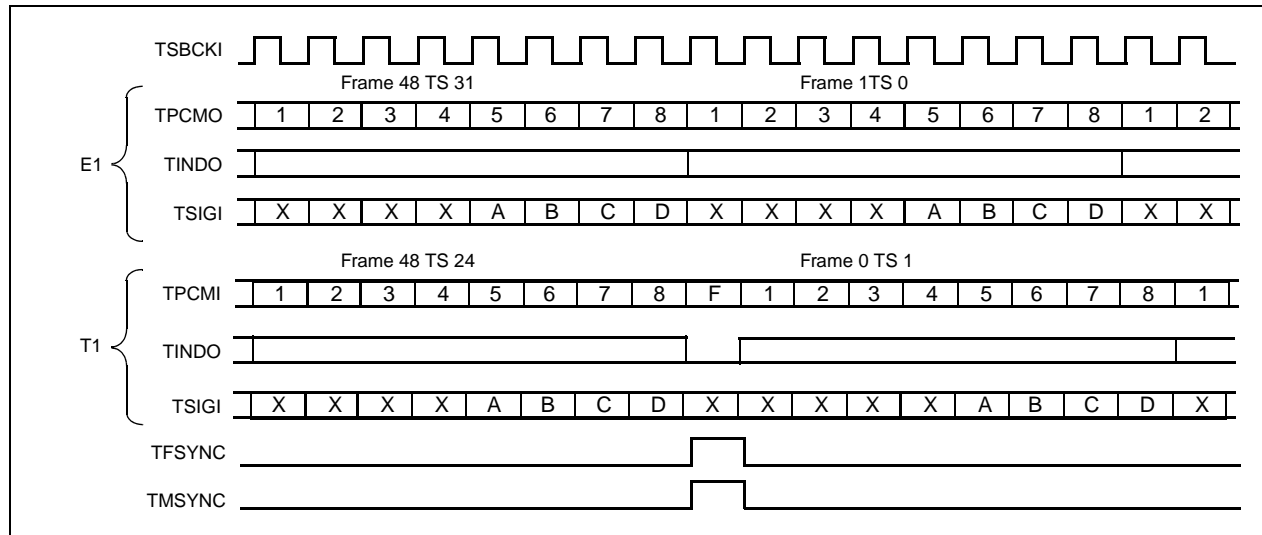 TSBCKI
Frame 48 TS 31 Frame 1TS 0
TPCMO 1 2 3 4 5 6 7 8 1 2 3 4 5 6 7 8 1 2
E1 TINDO
TSIGI X X X X A B C D X X X X A B C D X X
Frame 48 TS 24 Frame 0 TS 1
TPCMI 1 2 3 4 5 6 7 8 F 1 2 3 4 5 6 7 8 1
T1 TINDO
TSIGI X X X X A B C D X X X X X A B C D X
TFSYNC
TMSYNC